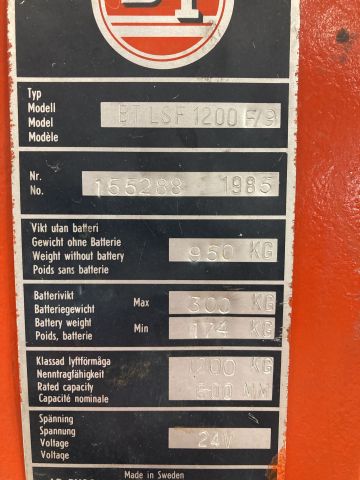 BT
Typ
Modell
Model
Modèle
BT LSF 1200 F/9
Nr.
No.
155288 1985
Vikt utan batteri
Gewicht ohne Batterie
Weight without battery
Poids sans batterie
950 KG
Batterivikt
Batteriegewicht
Battery weight
Poids, batterie
Max 300 KG
Min 174 KG
Klassad lyftförmåga
Nenntragfähigkeit
Rated capacity
Capacité nominale
1200 KG
600 MM
Spänning
Spannung
Voltage
Voltage
24V
Made in Sweden